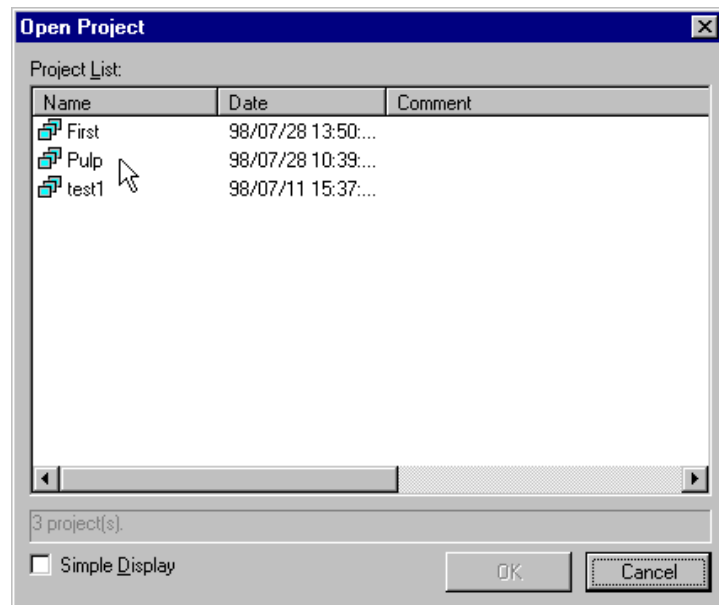 Open Project
Project List:
Name Date Comment
First 98/07/28 13:50:...
Pulp 98/07/28 10:39:...
test1 98/07/11 15:37:...
3 project(s).
Simple Display OK Cancel